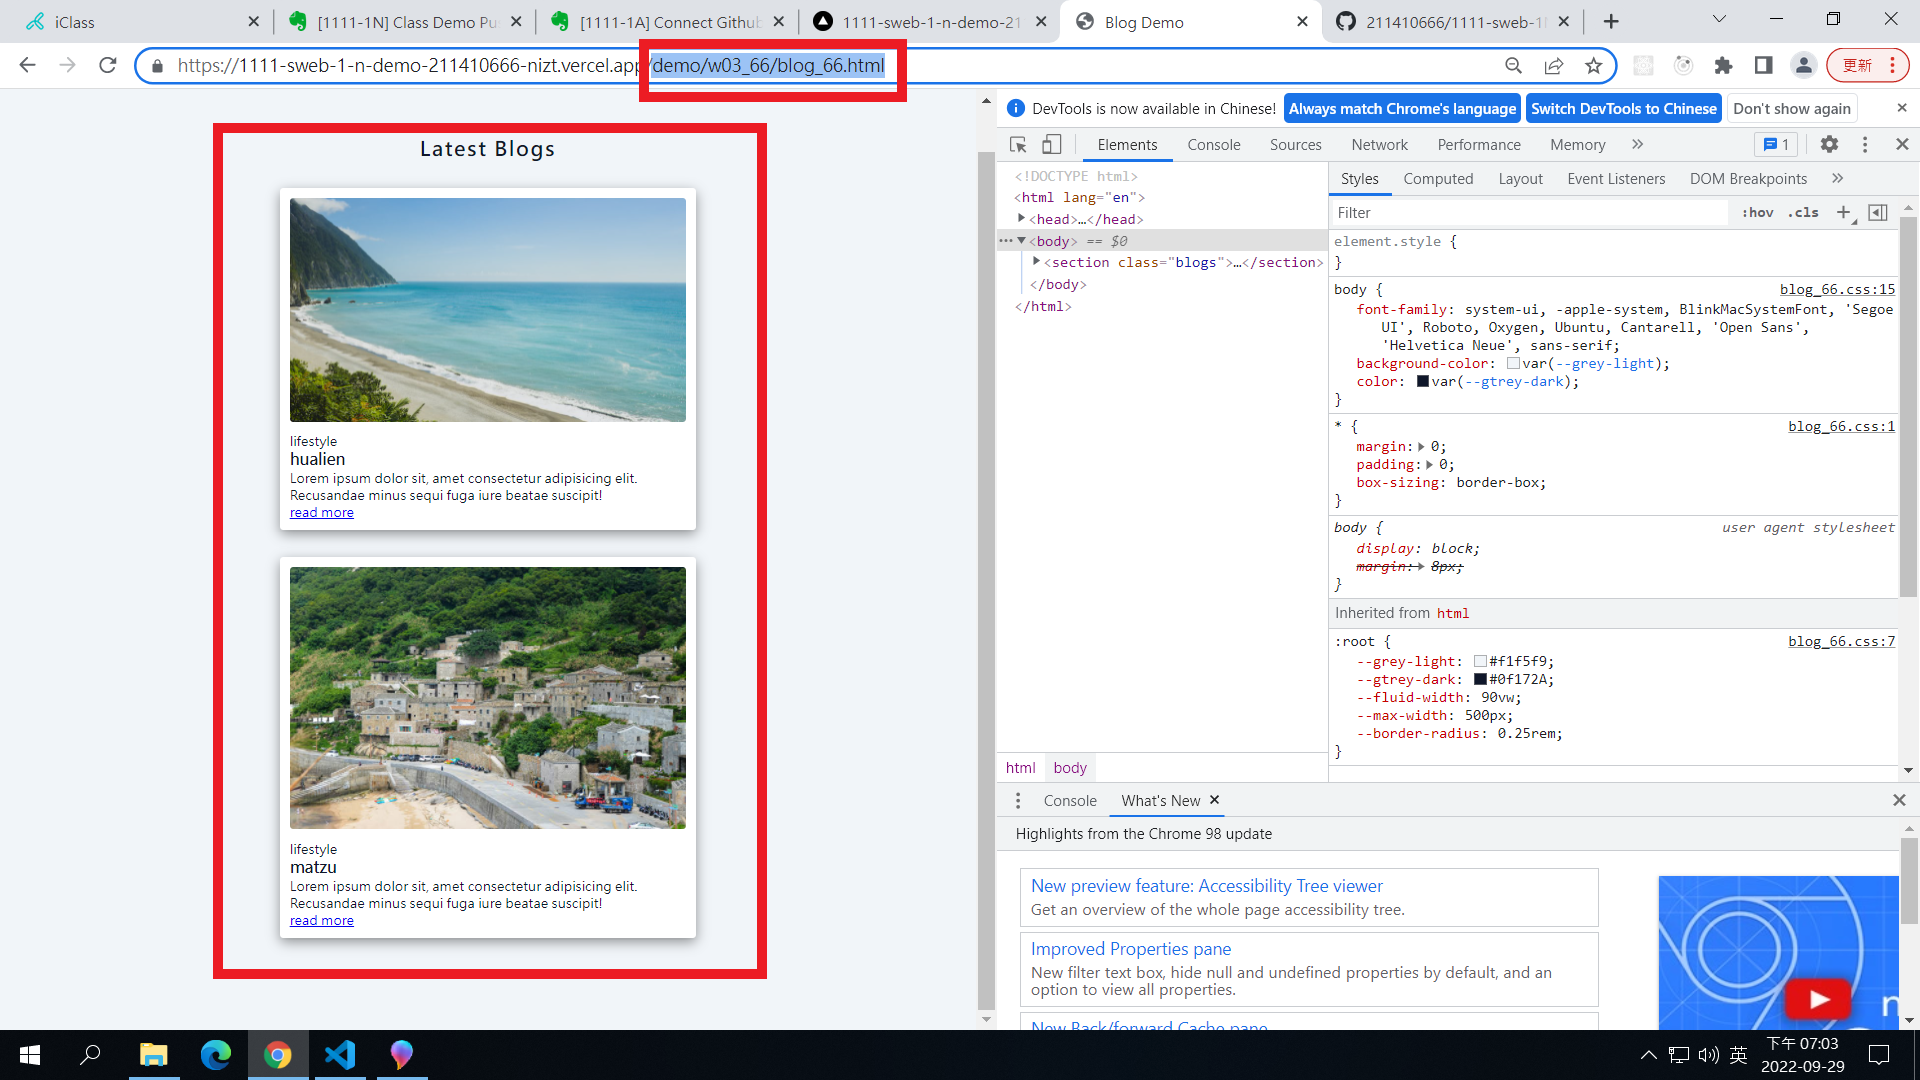 iClass
[1111-1N] Class Demo Pu
[1111-1A] Connect Github
1111-sweb-1-n-demo-21
Blog Demo
211410666/1111-sweb-1
https://1111-sweb-1-n-demo-211410666-nizt.vercel.app/demo/w03_66/blog_66.html
更新
Latest Blogs
lifestyle
hualien
Lorem ipsum dolor sit, amet consectetur adipisicing elit.
Recusandae minus sequi fuga iure beatae suscipit!
read more
lifestyle
matzu
Lorem ipsum dolor sit, amet consectetur adipisicing elit.
Recusandae minus sequi fuga iure beatae suscipit!
read more
DevTools is now available in Chinese! Always match Chrome's language Switch DevTools to Chinese Don't show again
Elements Console Sources Network Performance Memory 1
<!DOCTYPE html>
<html lang="en">
<head>…</head>
<body> == $0
<section class="blogs">…</section>
</body>
</html>
html body
Styles Computed Layout Event Listeners DOM Breakpoints
Filter :hov .cls
element.style {
}
body { blog_66.css:15
font-family: system-ui, -apple-system, BlinkMacSystemFont, 'Segoe
UI', Roboto, Oxygen, Ubuntu, Cantarell, 'Open Sans',
'Helvetica Neue', sans-serif;
background-color: var(--grey-light);
color: var(--gtrey-dark);
}
* { blog_66.css:1
margin: 0;
padding: 0;
box-sizing: border-box;
}
body { user agent stylesheet
display: block;
margin: 8px;
}
Inherited from html
:root { blog_66.css:7
--grey-light: #f1f5f9;
--gtrey-dark: #0f172A;
--fluid-width: 90vw;
--max-width: 500px;
--border-radius: 0.25rem;
}
Console What's New
Highlights from the Chrome 98 update
New preview feature: Accessibility Tree viewer
Get an overview of the whole page accessibility tree.
Improved Properties pane
New filter text box, hide null and undefined properties by default, and an
option to view all properties.
New Back/forward Cache pane
英
下午 07:03
2022-09-29